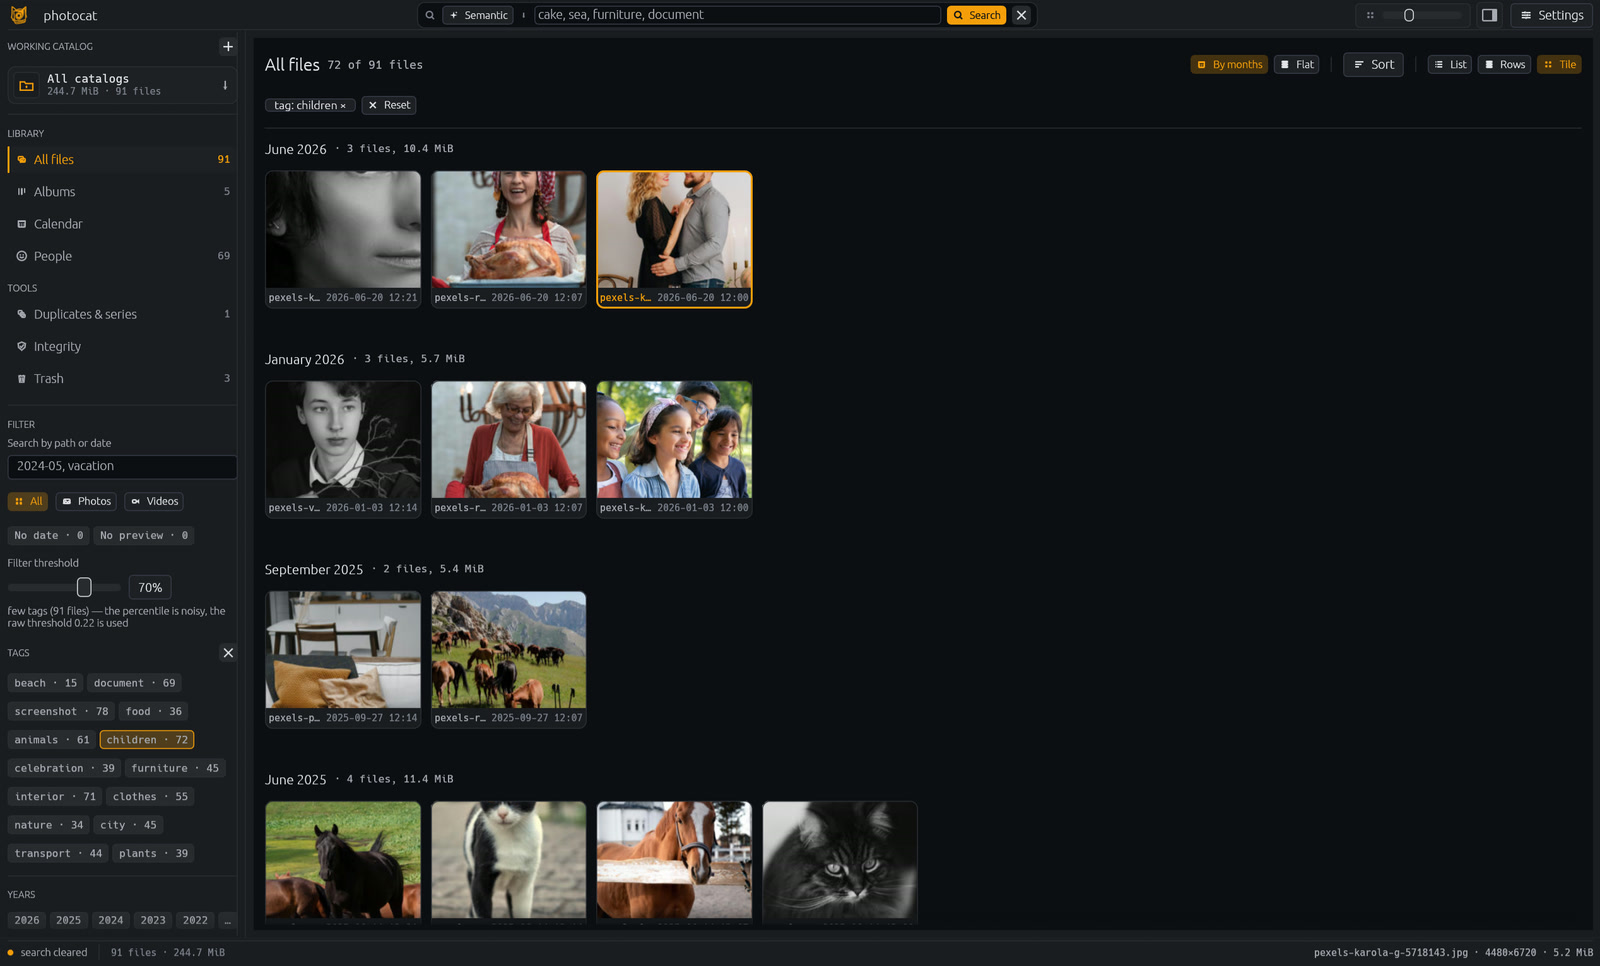 photocat
Semantic
cake, sea, furniture, document
Search
Settings
WORKING CATALOG
All catalogs
244.7 MiB · 91 files
LIBRARY
All files 91
Albums 5
Calendar
People 69
TOOLS
Duplicates & series 1
Integrity
Trash 3
FILTER
Search by path or date
2024-05, vacation
All Photos Videos
No date · 0 No preview · 0
Filter threshold
70%
few tags (91 files) — the percentile is noisy, the
raw threshold 0.22 is used
TAGS
beach · 15 document · 69
screenshot · 78 food · 36
animals · 61 children · 72
celebration · 39 furniture · 45
interior · 71 clothes · 55
nature · 34 city · 45
transport · 44 plants · 39
YEARS
2026 2025 2024 2023 2022 …
All files 72 of 91 files
By months Flat Sort List Rows Tile
tag: children × Reset
June 2026 · 3 files, 10.4 MiB
pexels-k… 2026-06-20 12:21
pexels-r… 2026-06-20 12:07
pexels-k… 2026-06-20 12:00
January 2026 · 3 files, 5.7 MiB
pexels-v… 2026-01-03 12:14
pexels-r… 2026-01-03 12:07
pexels-k… 2026-01-03 12:00
September 2025 · 2 files, 5.4 MiB
pexels-p… 2025-09-27 12:14
pexels-r… 2025-09-27 12:07
June 2025 · 4 files, 11.4 MiB
search cleared 91 files · 244.7 MiB
pexels-karola-g-5718143.jpg · 4480×6720 · 5.2 MiB